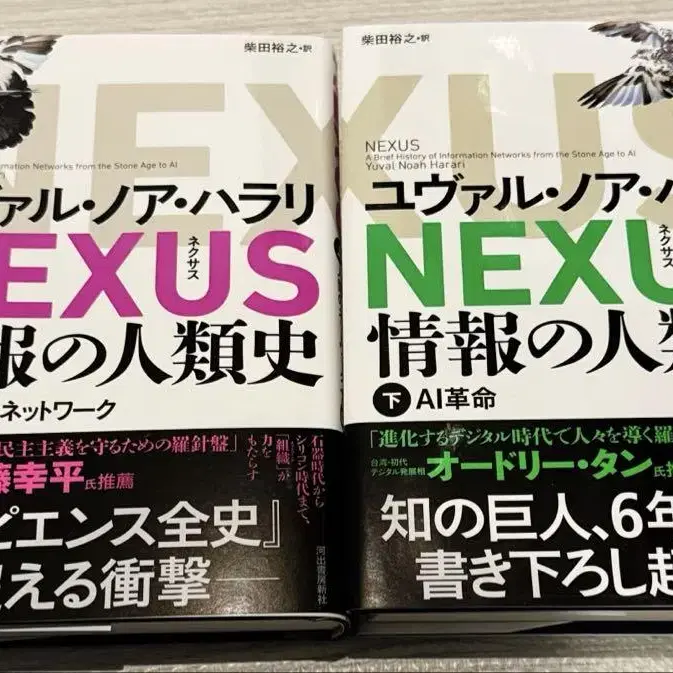 柴田裕之・訳
NEXUS
rmation Networks from the Stone Age to AI
ァル・ノア・ハラリ
EXUS
ネクサス
報の人類史
ネットワーク
民主主義を守るための羅針盤」
藤幸平氏推薦
石器時代から
シリコン時代まで、
「組織」が
力を
もたらす
ピエンス全史』
える衝撃——
河出書房新社
柴田裕之・訳
NEXUS
NEXUS
A Brief History of Information Networks from the Stone Age to AI
Yuval Noah Harari
ユヴァル・ノア・ハ
NEXU
ネクサス
情報の人類
下 AI革命
「進化するデジタル時代で人々を導く羅
台湾・初代
デジタル発展相
オードリー・タン氏推
知の巨人、6年
書き下ろし超